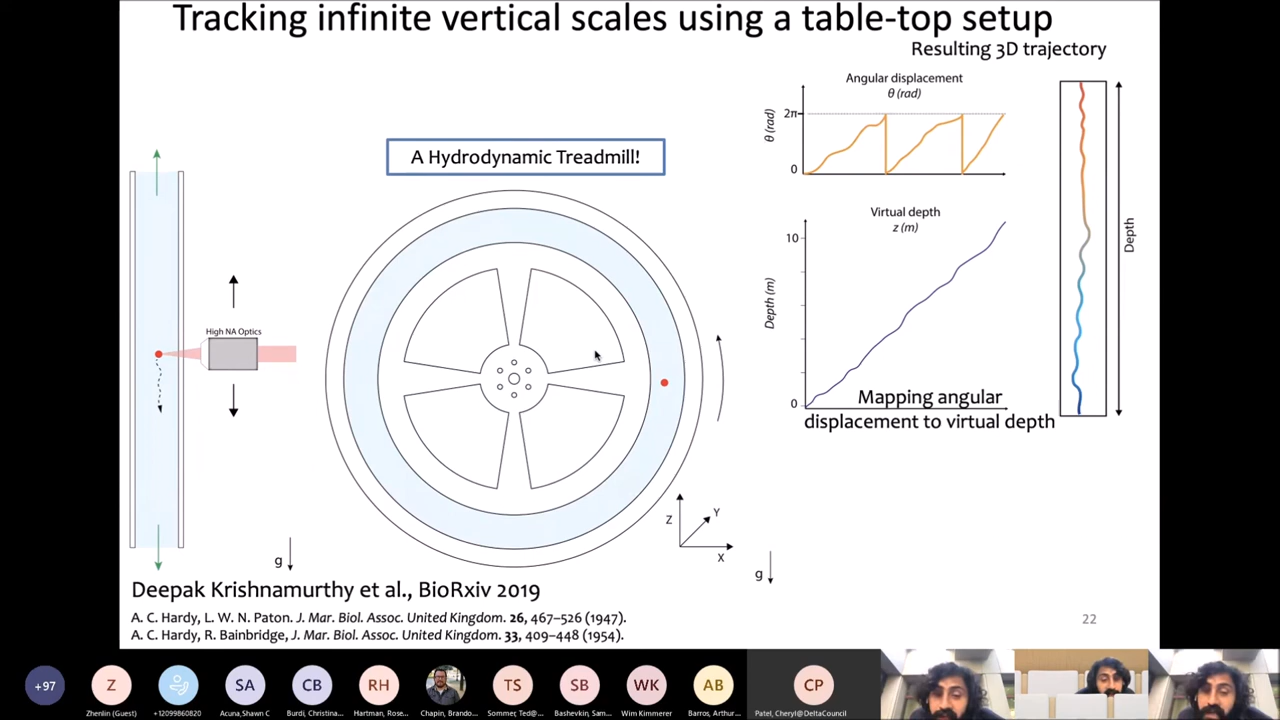 Tracking infinite vertical scales using a table-top setup
Resulting 3D trajectory
Angular displacement
θ (rad)
2π
θ (rad)
0
A Hydrodynamic Treadmill!
High NA Optics
Virtual depth
z (m)
10
Depth (m)
0
Depth
Mapping angular
displacement to virtual depth
Z
Y
X
g
g
Deepak Krishnamurthy et al., BioRxiv 2019
A. C. Hardy, L. W. N. Paton. J. Mar. Biol. Assoc. United Kingdom. 26, 467–526 (1947).
A. C. Hardy, R. Bainbridge, J. Mar. Biol. Assoc. United Kingdom. 33, 409–448 (1954).
22
+97
Z
SA
CB
RH
TS
SB
WK
AB
CP
Zhenlin (Guest)
+12099860820
Acuna,Shawn C
Burdi, Christina...
Hartman, Rose...
Chapin, Brando...
Sommer, Ted@...
Bashevkin, Sam...
Wim Kimmerer
Barros, Arthur...
Patel, Cheryl@DeltaCouncil